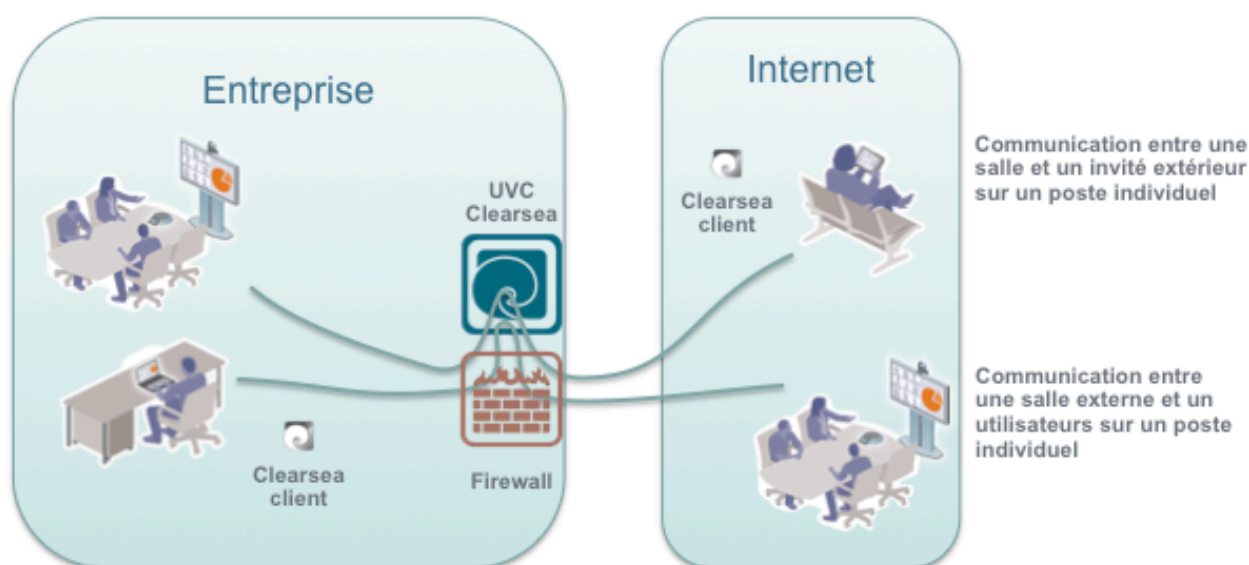 Entreprise
Internet
UVC
Clearsea
Clearsea
client
Communication entre une
salle et un invité extérieur
sur un poste individuel
Clearsea
client
Firewall
Communication entre
une salle externe et un
utilisateurs sur un poste
individuel